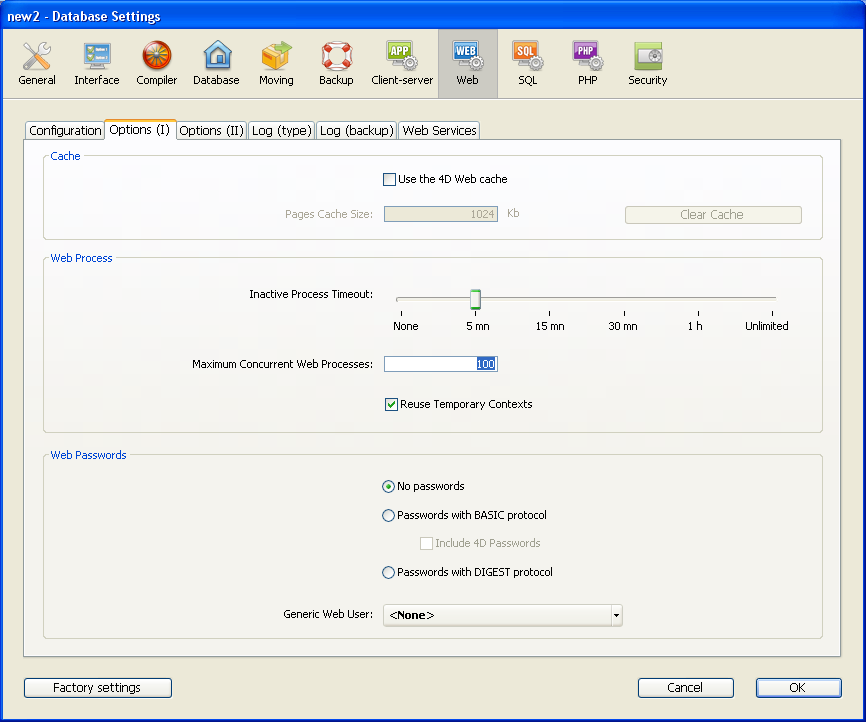 new2 - Database Settings
General Interface Compiler Database Moving Backup APP Client-server WEB Web SQL SQL PHP PHP Security
Configuration Options (I) Options (II) Log (type) Log (backup) Web Services
Cache
Use the 4D Web cache
Pages Cache Size: 1024 Kb Clear Cache
Web Process
Inactive Process Timeout:
None 5 mn 15 mn 30 mn 1 h Unlimited
Maximum Concurrent Web Processes: 100
Reuse Temporary Contexts
Web Passwords
No passwords
Passwords with BASIC protocol
Include 4D Passwords
Passwords with DIGEST protocol
Generic Web User: <None>
Factory settings Cancel OK